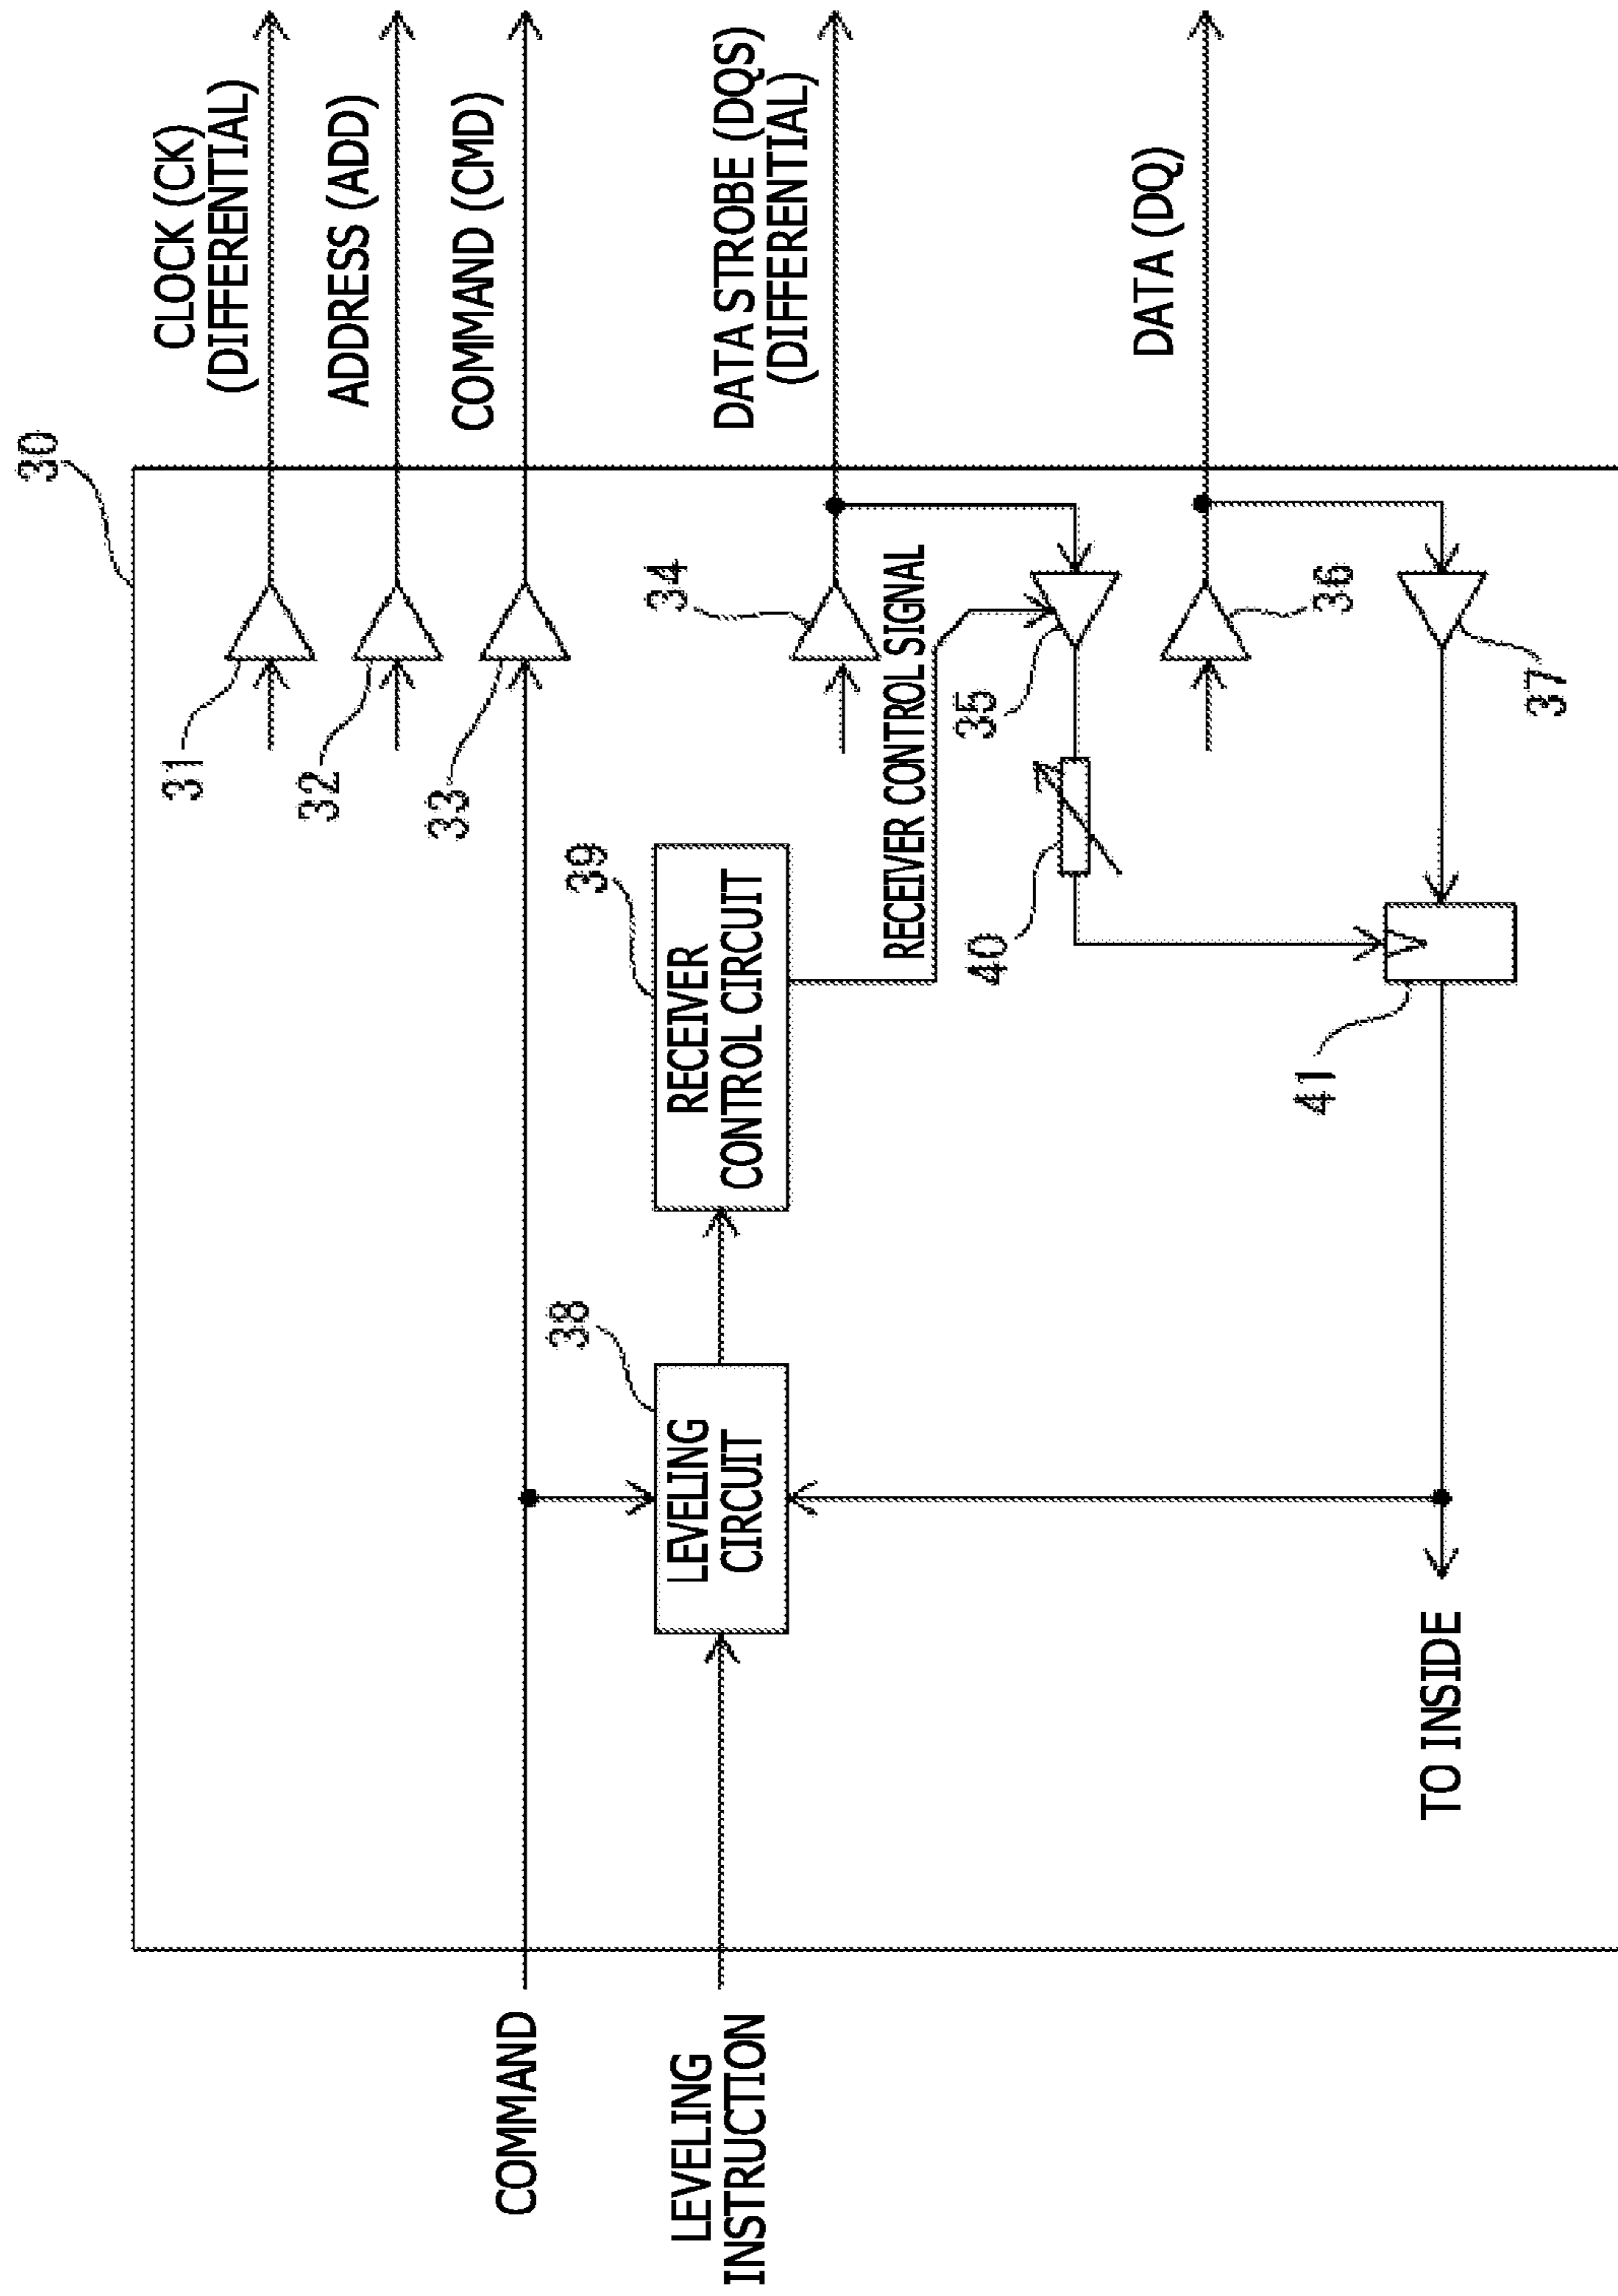 30
CLOCK (CK)
(DIFFERENTIAL)
ADDRESS (ADD)
COMMAND (CMD)
DATA STROBE (DQS)
(DIFFERENTIAL)
DATA (DQ)
31
32
33
34
35
36
37
RECEIVER CONTROL SIGNAL
39
RECEIVER
CONTROL CIRCUIT
40
41
38
LEVELING
CIRCUIT
COMMAND
LEVELING
INSTRUCTION
TO INSIDE